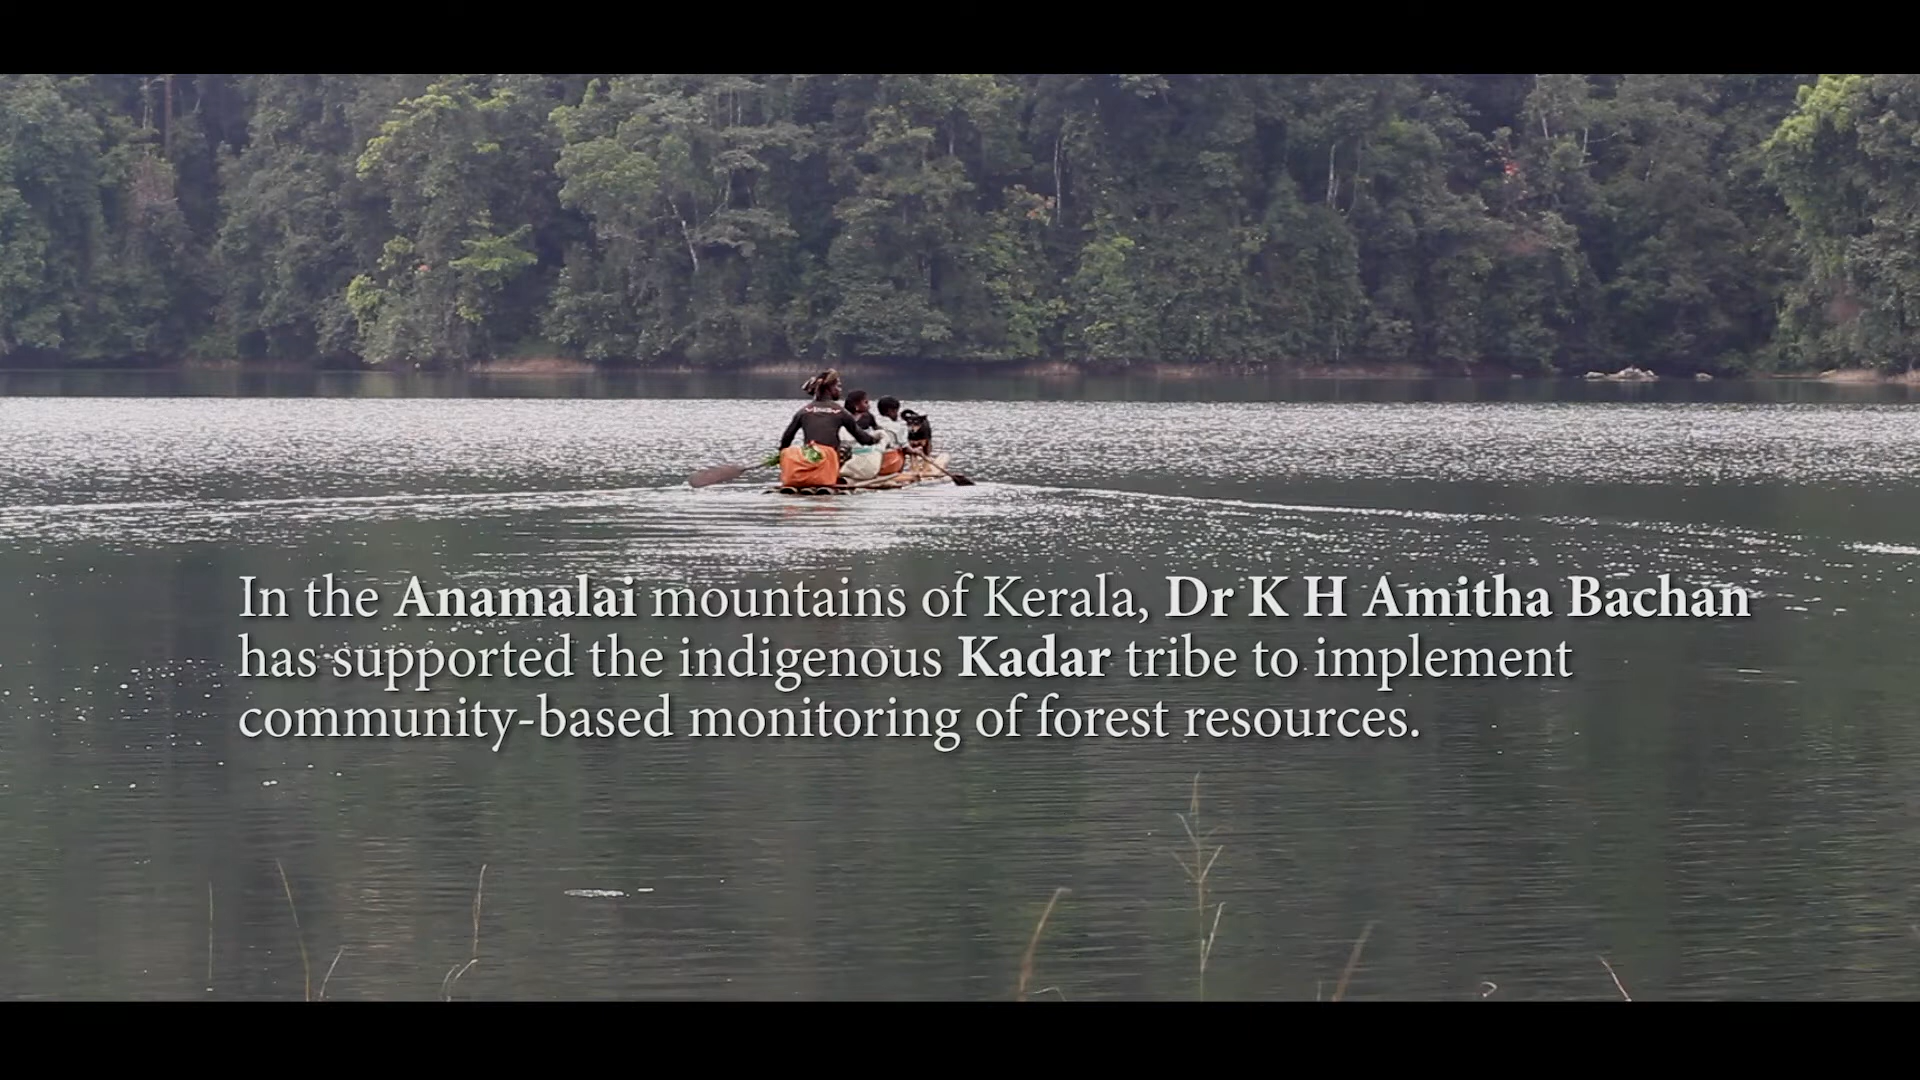 In the Anamalai mountains of Kerala, Dr K H Amitha Bachan
has supported the indigenous Kadar tribe to implement
community-based monitoring of forest resources.